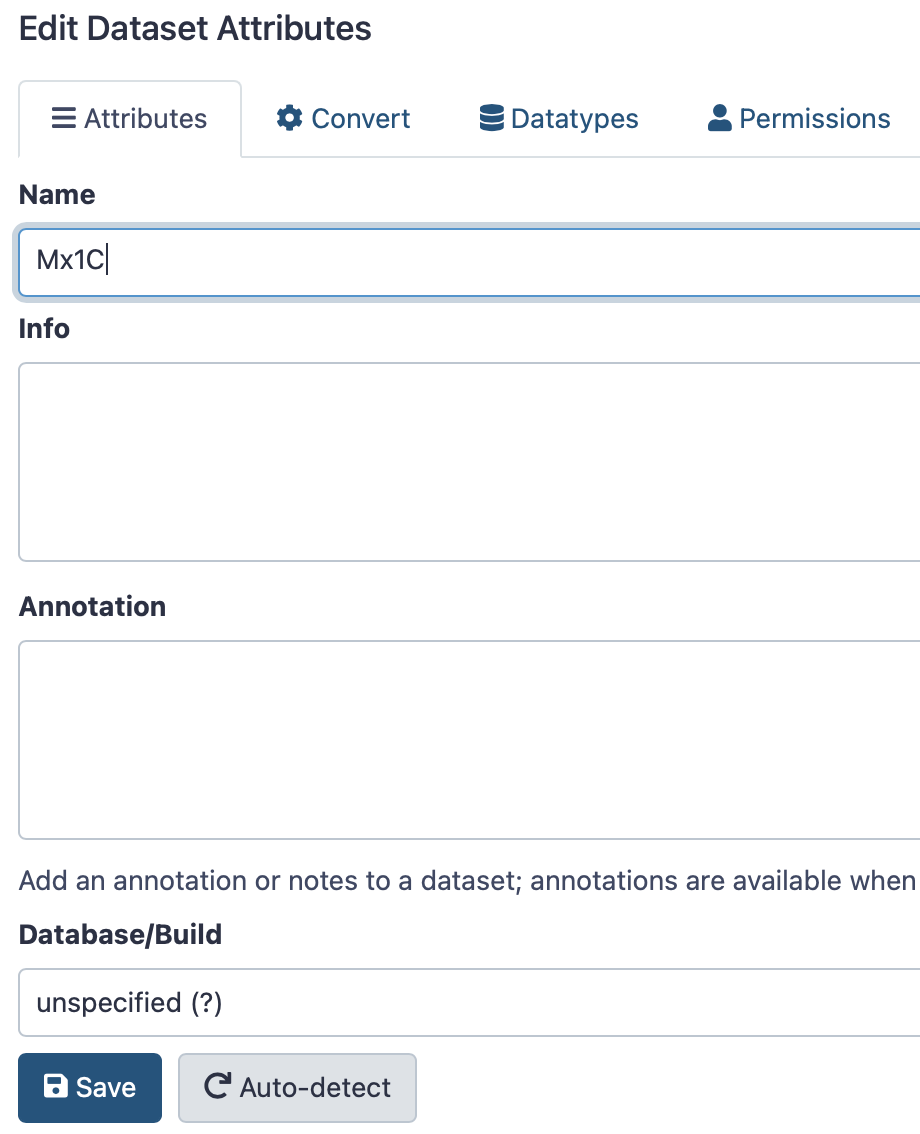 Edit Dataset Attributes
Attributes Convert Datatypes Permissions
Name
Mx1C
Info
Annotation
Add an annotation or notes to a dataset; annotations are available when
Database/Build
unspecified (?)
Save Auto-detect